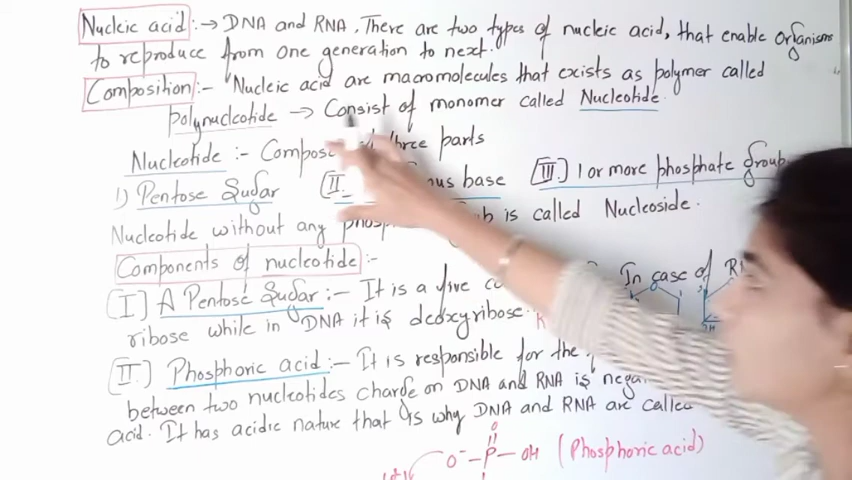 Nucleic acid :→ DNA and RNA. There are two types of nucleic acid, that enable organisms
to reproduce from one generation to next.
Composition :- Nucleic acid are macromolecules that exists as polymer called
polynucleotide → Consist of monomer called Nucleotide.
Nucleotide :- three parts
1) Pentose Sugar [II base [III.] 1 or more phosphate group
Nucleotide without any is called Nucleoside.
Components of nucleotide :-
[I] A Pentose Sugar :- It is a five In case of
ribose while in DNA it is deoxyribose.
[II.] Phosphoric acid :- It is responsible for the
between two nucleotides charge on DNA and RNA is
acid. It has acidic nature that is why DNA and RNA are called
O
O⁻ - P - OH (Phosphoric acid)